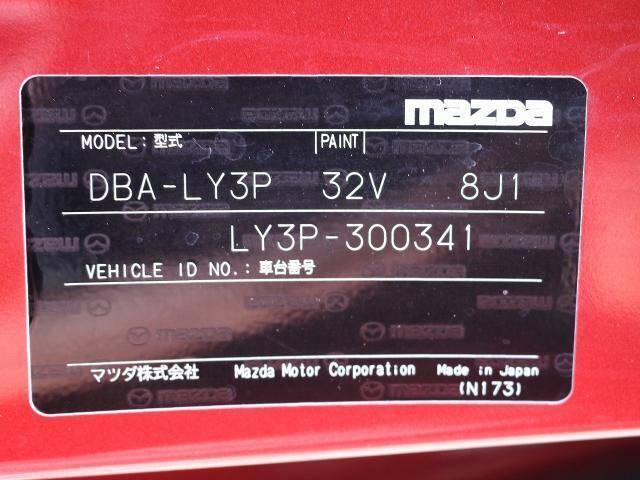 mazda
MODEL: 型式 PAINT
DBA-LY3P 32V 8J1
LY3P-300341
VEHICLE ID NO.: 車台番号
マツダ株式会社 Mazda Motor Corporation Made in Japan
(N173)